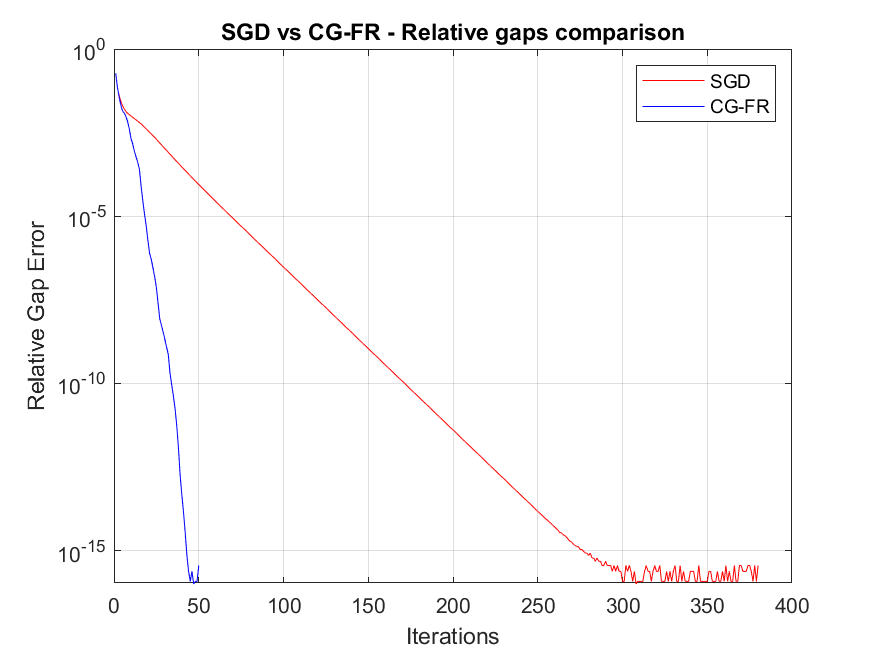 SGD vs CG-FR - Relative gaps comparison
SGD
CG-FR
Relative Gap Error
10^0
10^-5
10^-10
10^-15
0 50 100 150 200 250 300 350 400
Iterations